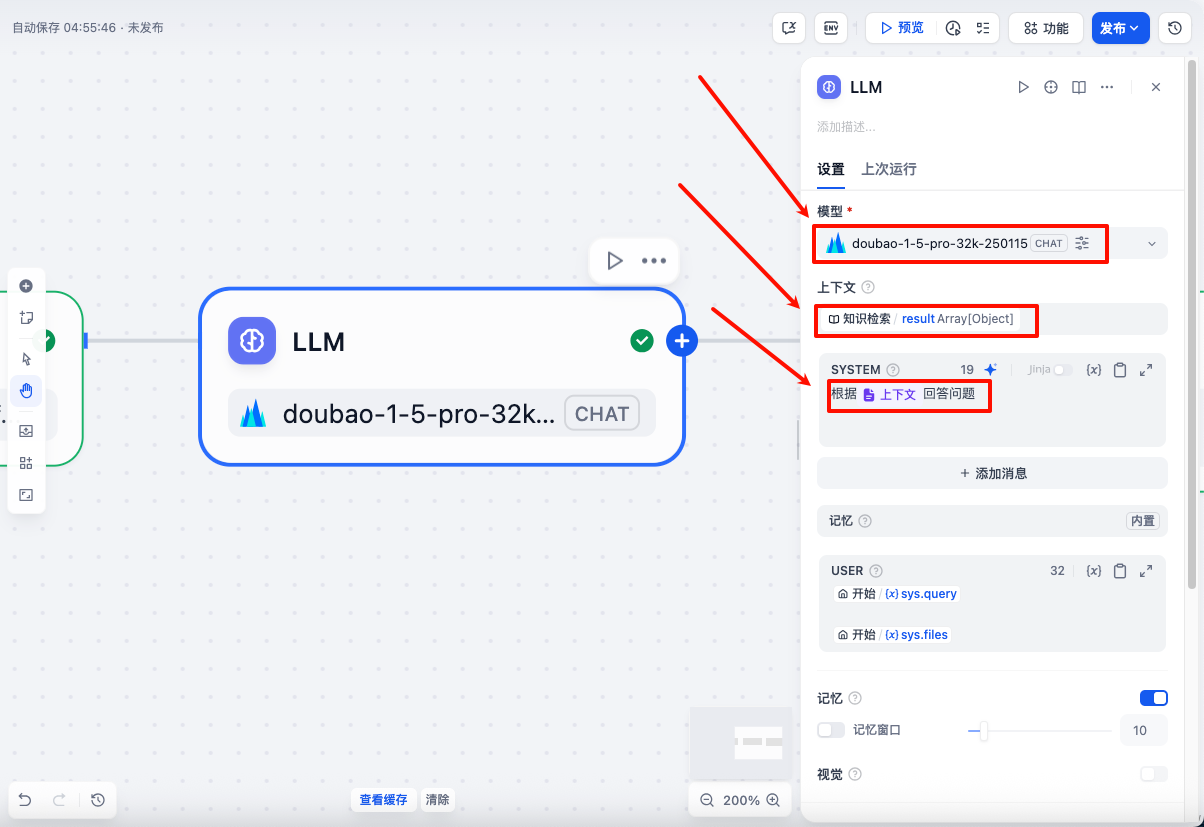 自动保存 04:55:46 · 未发布
ENV
预览
功能
发布
LLM
添加描述...
设置 上次运行
模型 *
doubao-1-5-pro-32k-250115 CHAT
上下文
知识检索 / result Array[Object]
SYSTEM 19 Jinja {x}
根据 上下文 回答问题
+ 添加消息
记忆 内置
USER 32 {x}
开始 / {x} sys.query
开始 / {x} sys.files
记忆
记忆窗口 10
视觉
LLM
doubao-1-5-pro-32k... CHAT
查看缓存 清除
200%